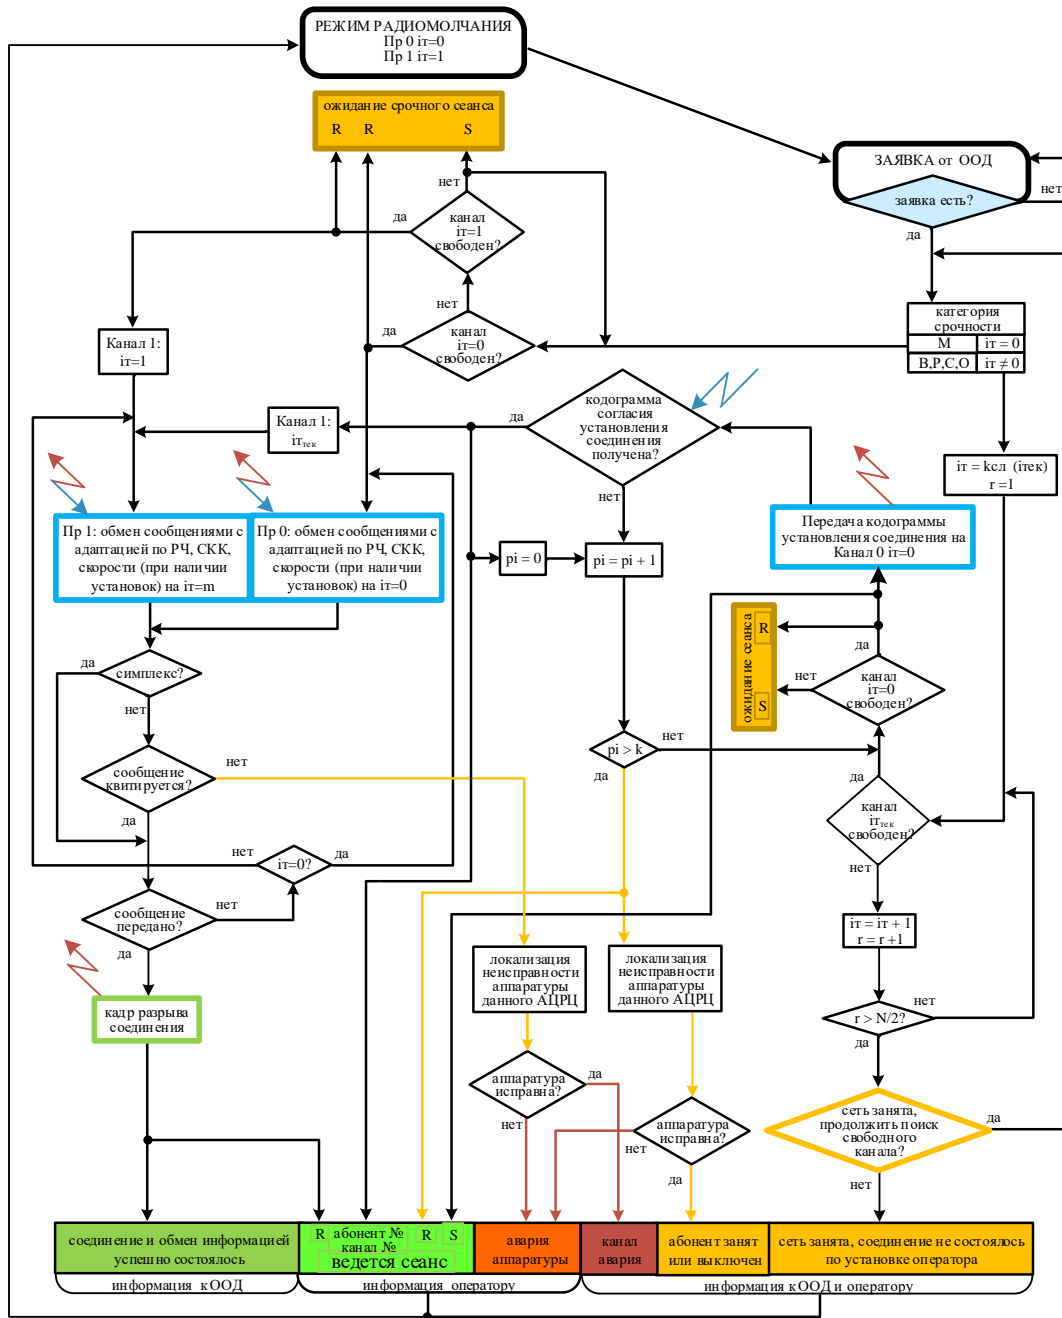 РЕЖИМ РАДИОМОЛЧАНИЯ
Пр 0 iт=0
Пр 1 iт=1
ожидание срочного сеанса
R R S
ЗАЯВКА от ООД
заявка есть?
нет
да
нет
да
канал
iт=1
свободен?
нет
да
канал
iт=0
свободен?
категория
срочности
М iт = 0
В,Р,С,О iт ≠ 0
Канал 1:
iт=1
Канал 1:
iттек
да
кодограмма
согласия
установления
соединения
получена?
нет
iт = kсл (iтек)
r =1
Передача кодограммы
установления соединения на
Канал 0 iт=0
Пр 1: обмен сообщениями с
адаптацией по РЧ, СКК,
скорости (при наличии
установок) на iт=m
Пр 0: обмен сообщениями с
адаптацией по РЧ, СКК,
скорости (при наличии
установок) на iт=0
pi = 0
pi = pi + 1
ожидание сеанса
R
S
да
нет
канал
iт=0
свободен?
да
симплекс?
нет
pi > k
нет
да
сообщение
квитируется?
нет
да
да
канал
iттек
свободен?
нет
нет
iт=0?
да
сообщение
передано?
нет
да
iт = iт + 1
r = r +1
локализация
неисправности
аппаратуры
данного АЦРЦ
локализация
неисправности
аппаратуры
данного АЦРЦ
кадр разрыва
соединения
r > N/2?
нет
да
аппаратура
исправна?
да
нет
аппаратура
исправна?
нет
да
сеть занята,
продолжить поиск
свободного
канала?
да
нет
соединение и обмен информацией
успешно состоялось
R абонент № R S
канал №
ведется сеанс
авария
аппаратуры
канал
авария
абонент занят
или выключен
сеть занята, соединение не состоялось
по установке оператора
информация к ООД
информация оператору
информация к ООД и оператору